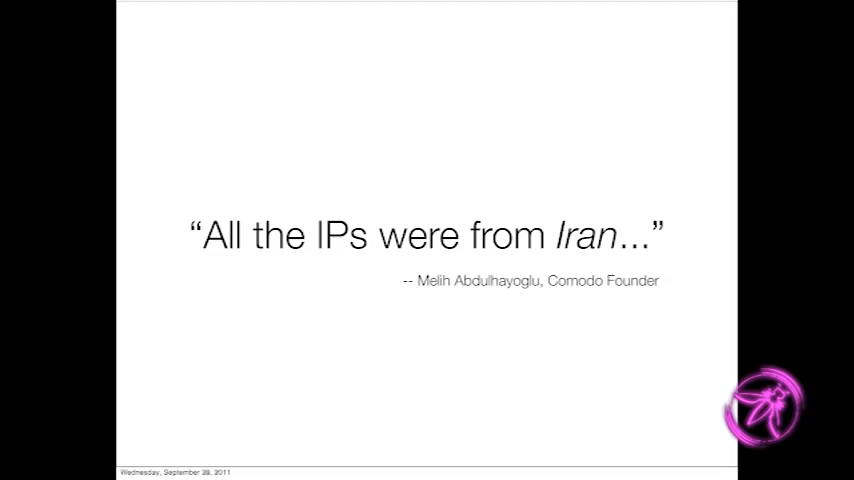 “All the IPs were from Iran...”
-- Melih Abdulhayoglu, Comodo Founder
Wednesday, September 28, 2011